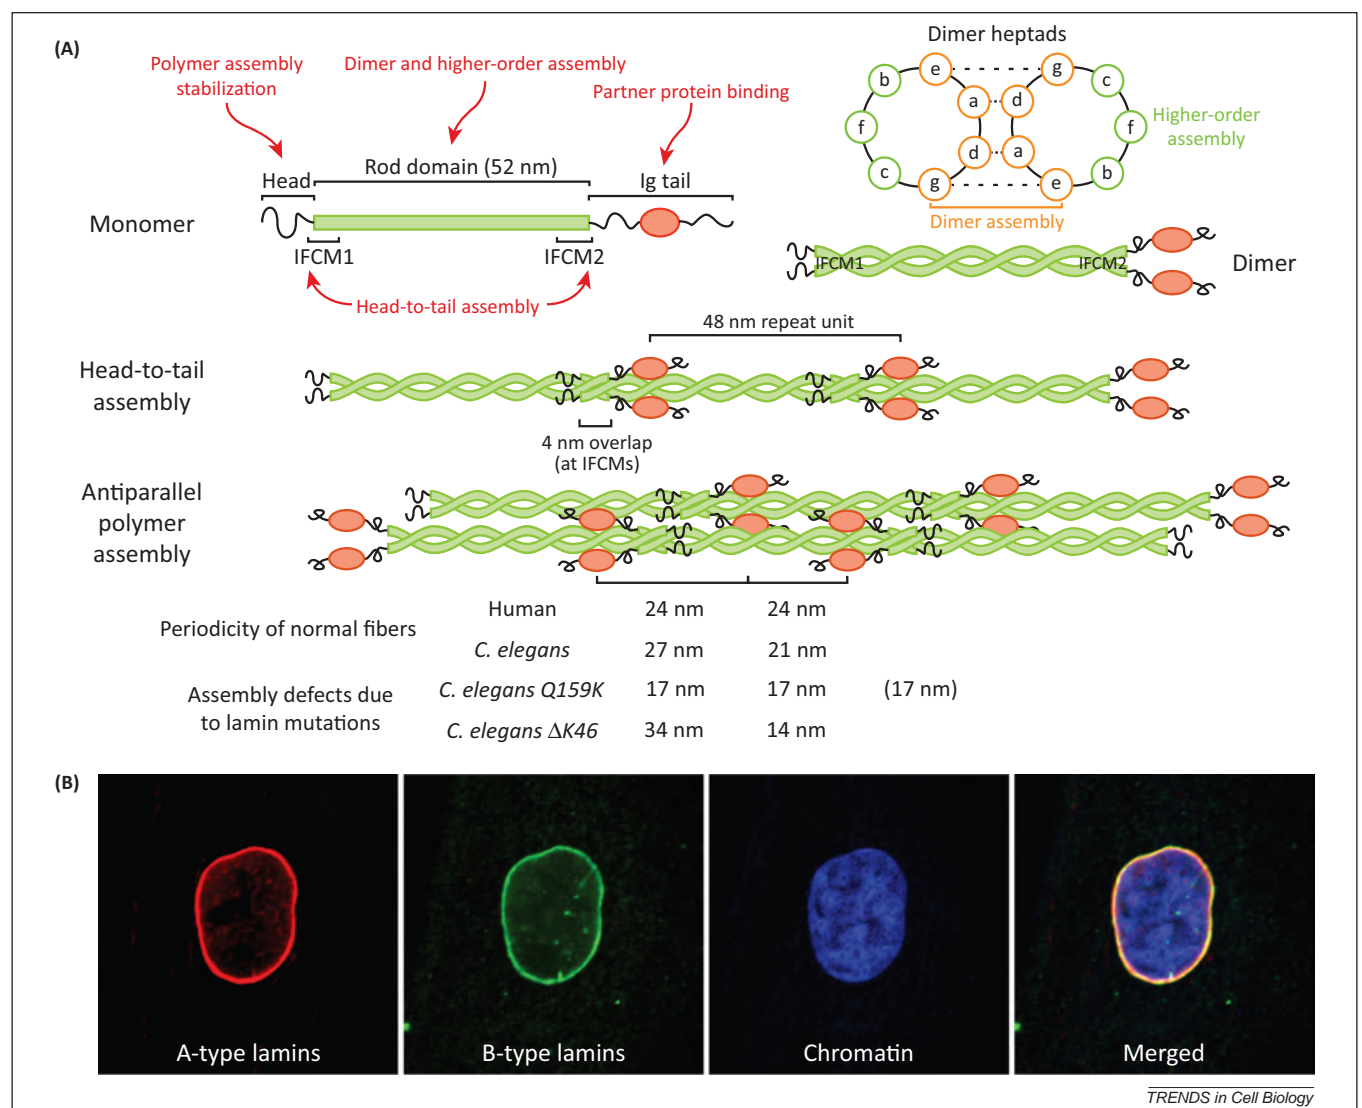 (A)
Polymer assembly
stabilization
Dimer and higher-order assembly
Partner protein binding
Head
Rod domain (52 nm)
Ig tail
Monomer
IFCM1
IFCM2
Head-to-tail assembly
Dimer heptads
e
g
b
c
a
d
f
f
Higher-order
assembly
d
a
c
b
g
e
Dimer assembly
IFCM1
IFCM2
Dimer
48 nm repeat unit
Head-to-tail
assembly
4 nm overlap
(at IFCMs)
Antiparallel
polymer
assembly
Periodicity of normal fibers
Human 24 nm 24 nm
C. elegans 27 nm 21 nm
Assembly defects due
to lamin mutations
C. elegans Q159K 17 nm 17 nm (17 nm)
C. elegans ΔK46 34 nm 14 nm
(B)
A-type lamins
B-type lamins
Chromatin
Merged
TRENDS in Cell Biology